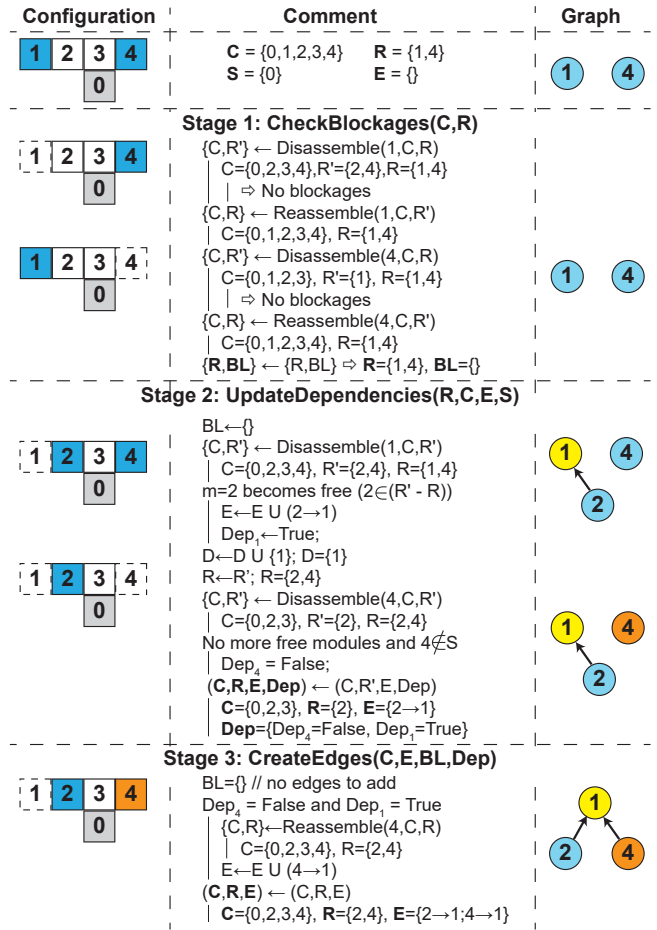 Configuration Comment Graph
1 2 3 4
0
C = {0,1,2,3,4} R = {1,4}
S = {0} E = {}
1 4
Stage 1: CheckBlockages(C,R)
1 2 3 4
0
{C,R'} ← Disassemble(1,C,R)
C={0,2,3,4},R'={2,4},R={1,4}
⇨ No blockages
{C,R} ← Reassemble(1,C,R')
C={0,1,2,3,4}, R={1,4}
1 2 3 4
0
{C,R'} ← Disassemble(4,C,R)
C={0,1,2,3}, R'={1}, R={1,4}
⇨ No blockages
{C,R} ← Reassemble(4,C,R')
C={0,1,2,3,4}, R={1,4}
{R,BL} ← {R,BL} ⇨ R={1,4}, BL={}
1 4
Stage 2: UpdateDependencies(R,C,E,S)
BL←{}
1 2 3 4
0
{C,R'} ← Disassemble(1,C,R')
C={0,2,3,4}, R'={2,4}, R={1,4}
m=2 becomes free (2∈(R' - R))
E←E U (2→1)
Dep1←True;
1 4
2
D←D U {1}; D={1}
R←R'; R={2,4}
1 2 3 4
0
{C,R'} ← Disassemble(4,C,R')
C={0,2,3}, R'={2}, R={2,4}
No more free modules and 4∉S
Dep4 = False;
(C,R,E,Dep) ← (C,R',E,Dep)
C={0,2,3}, R={2}, E={2→1}
Dep={Dep4=False, Dep1=True}
1 4
2
Stage 3: CreateEdges(C,E,BL,Dep)
1 2 3 4
0
BL={} // no edges to add
Dep4 = False and Dep1 = True
{C,R}←Reassemble(4,C,R)
C={0,2,3,4}, R={2,4}
E←E U (4→1)
(C,R,E) ← (C,R,E)
C={0,2,3,4}, R={2,4}, E={2→1;4→1}
1
2 4